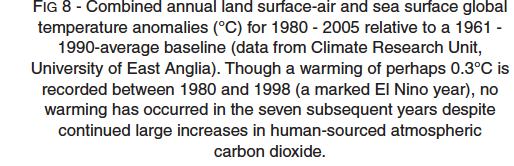 FIG 8 - Combined annual land surface-air and sea surface global
temperature anomalies (°C) for 1980 - 2005 relative to a 1961 -
1990-average baseline (data from Climate Research Unit,
University of East Anglia). Though a warming of perhaps 0.3°C is
recorded between 1980 and 1998 (a marked El Nino year), no
warming has occurred in the seven subsequent years despite
continued large increases in human-sourced atmospheric
carbon dioxide.